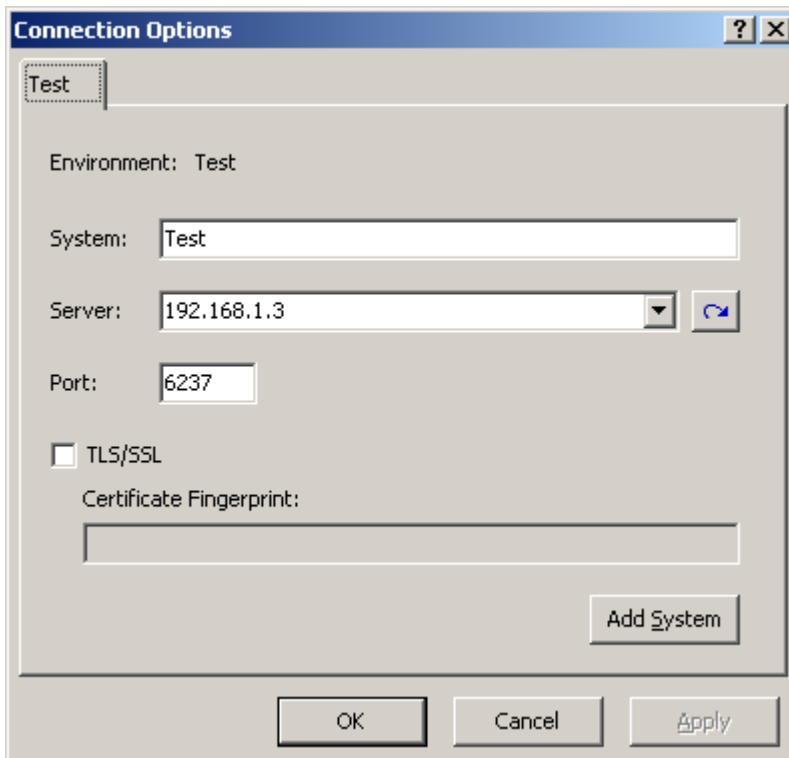 Connection Options
Test
Environment: Test
System: Test
Server: 192.168.1.3
Port: 6237
TLS/SSL
Certificate Fingerprint:
Add System
OK Cancel Apply